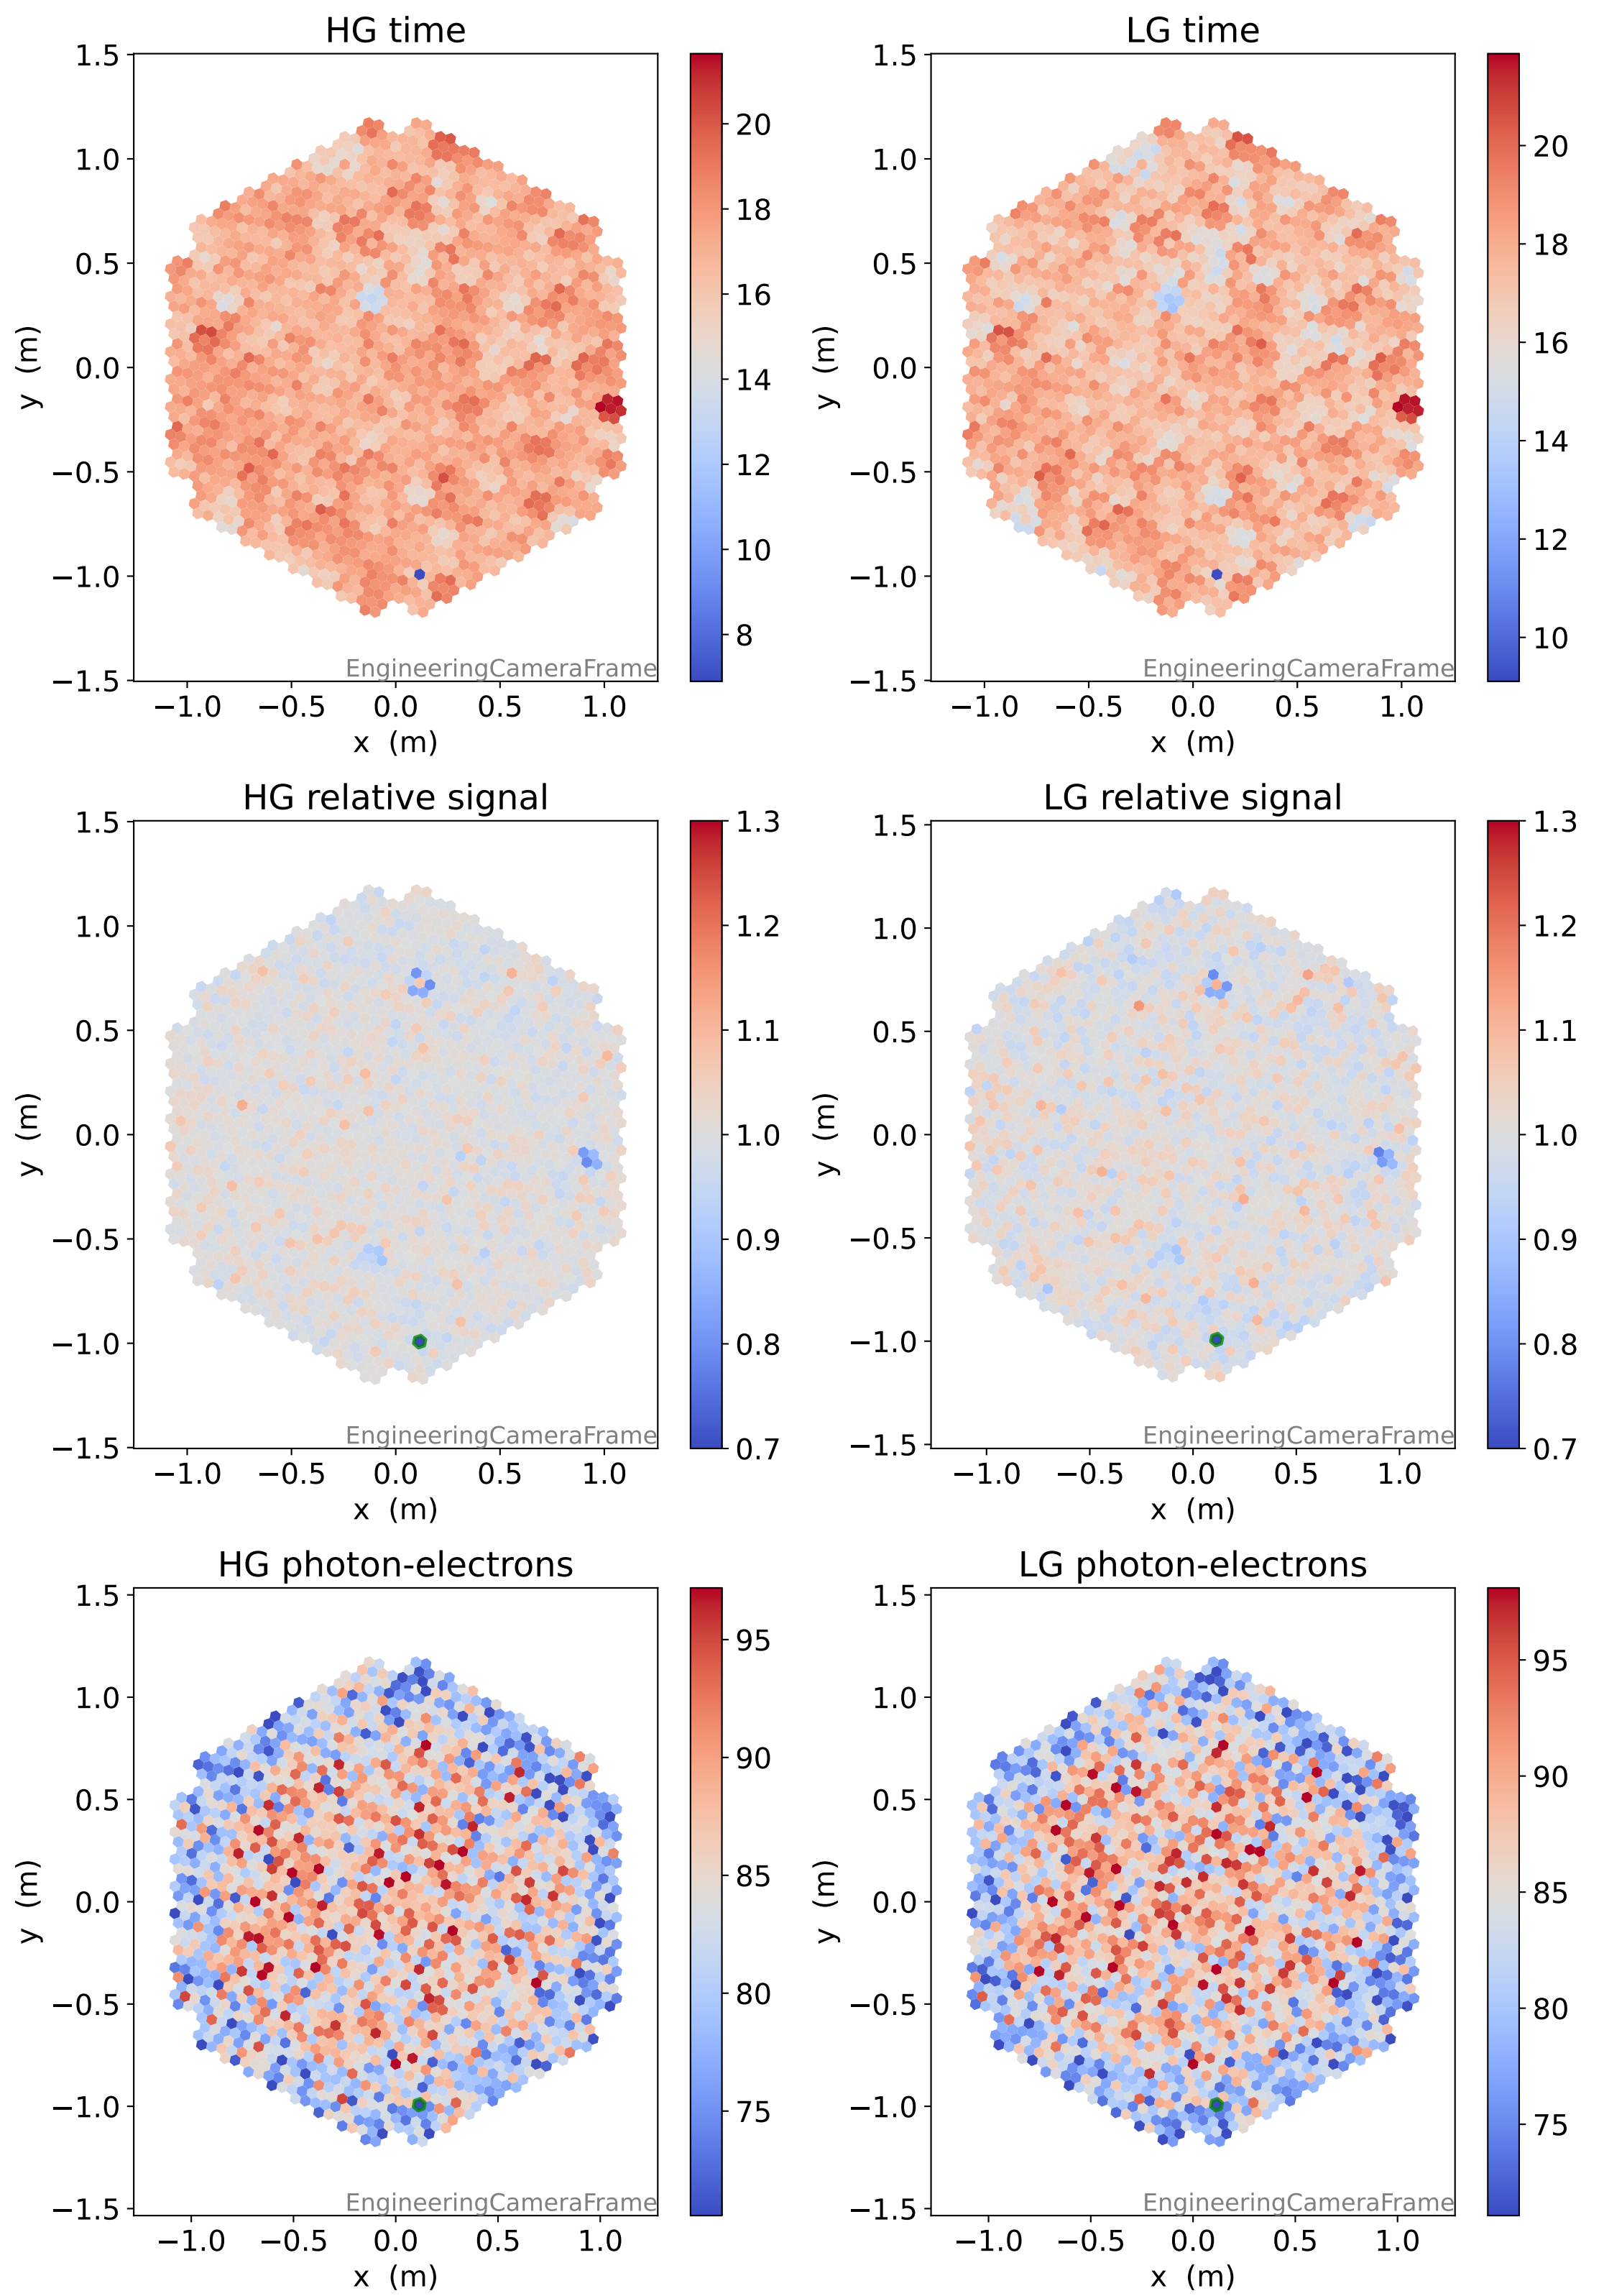 HG time
1.5
1.0
0.5
0.0
−0.5
−1.0
−1.5
y (m)
−1.0 −0.5 0.0 0.5 1.0
x (m)
EngineeringCameraFrame
20
18
16
14
12
10
8
LG time
1.5
1.0
0.5
0.0
−0.5
−1.0
−1.5
y (m)
−1.0 −0.5 0.0 0.5 1.0
x (m)
EngineeringCameraFrame
20
18
16
14
12
10
HG relative signal
1.5
1.0
0.5
0.0
−0.5
−1.0
−1.5
y (m)
−1.0 −0.5 0.0 0.5 1.0
x (m)
EngineeringCameraFrame
1.3
1.2
1.1
1.0
0.9
0.8
0.7
LG relative signal
1.5
1.0
0.5
0.0
−0.5
−1.0
−1.5
y (m)
−1.0 −0.5 0.0 0.5 1.0
x (m)
EngineeringCameraFrame
1.3
1.2
1.1
1.0
0.9
0.8
0.7
HG photon-electrons
1.5
1.0
0.5
0.0
−0.5
−1.0
−1.5
y (m)
−1.0 −0.5 0.0 0.5 1.0
x (m)
EngineeringCameraFrame
95
90
85
80
75
LG photon-electrons
1.5
1.0
0.5
0.0
−0.5
−1.0
−1.5
y (m)
−1.0 −0.5 0.0 0.5 1.0
x (m)
EngineeringCameraFrame
95
90
85
80
75